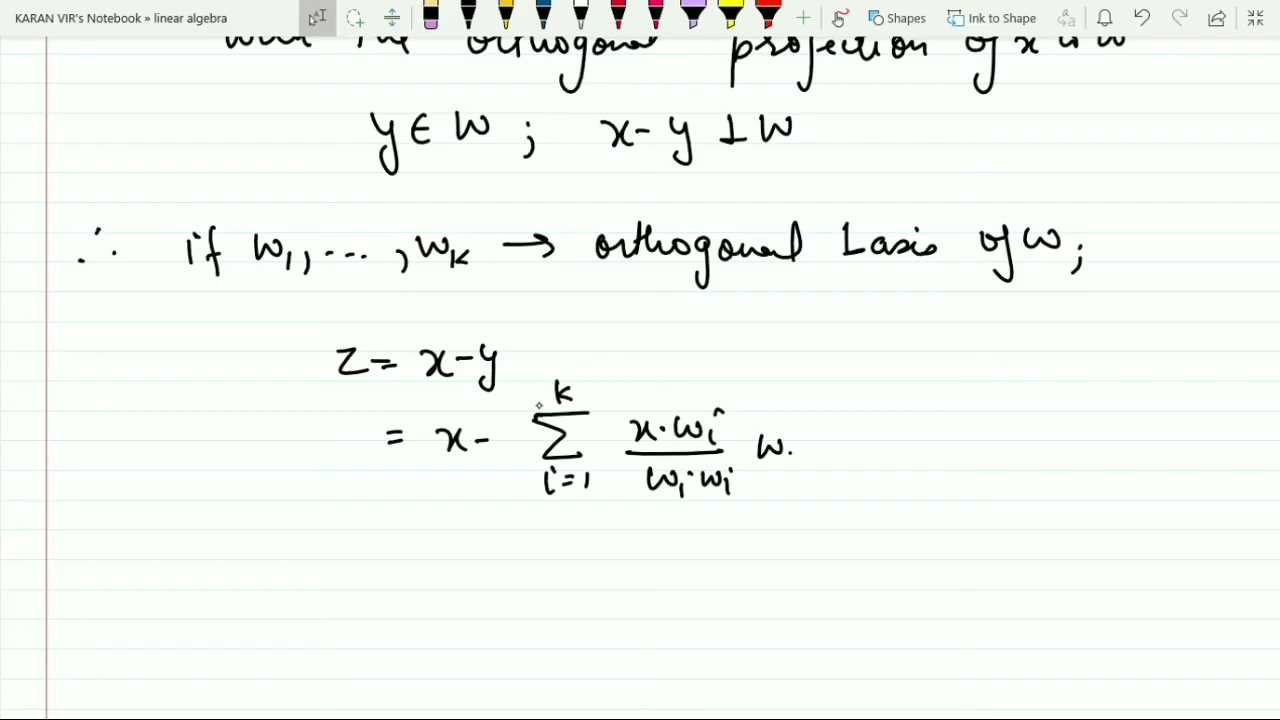 KARAN VIR's Notebook » linear algebra
Shapes Ink to Shape
orthogonal projection of x
y ∈ W ; x - y ⊥ W
∴ if w₁, ... , wₖ → orthogonal basis of W ;
z = x - y
= x - ∑ᵢ₌₁ᵏ (x · wᵢ)/(wᵢ · wᵢ) w.